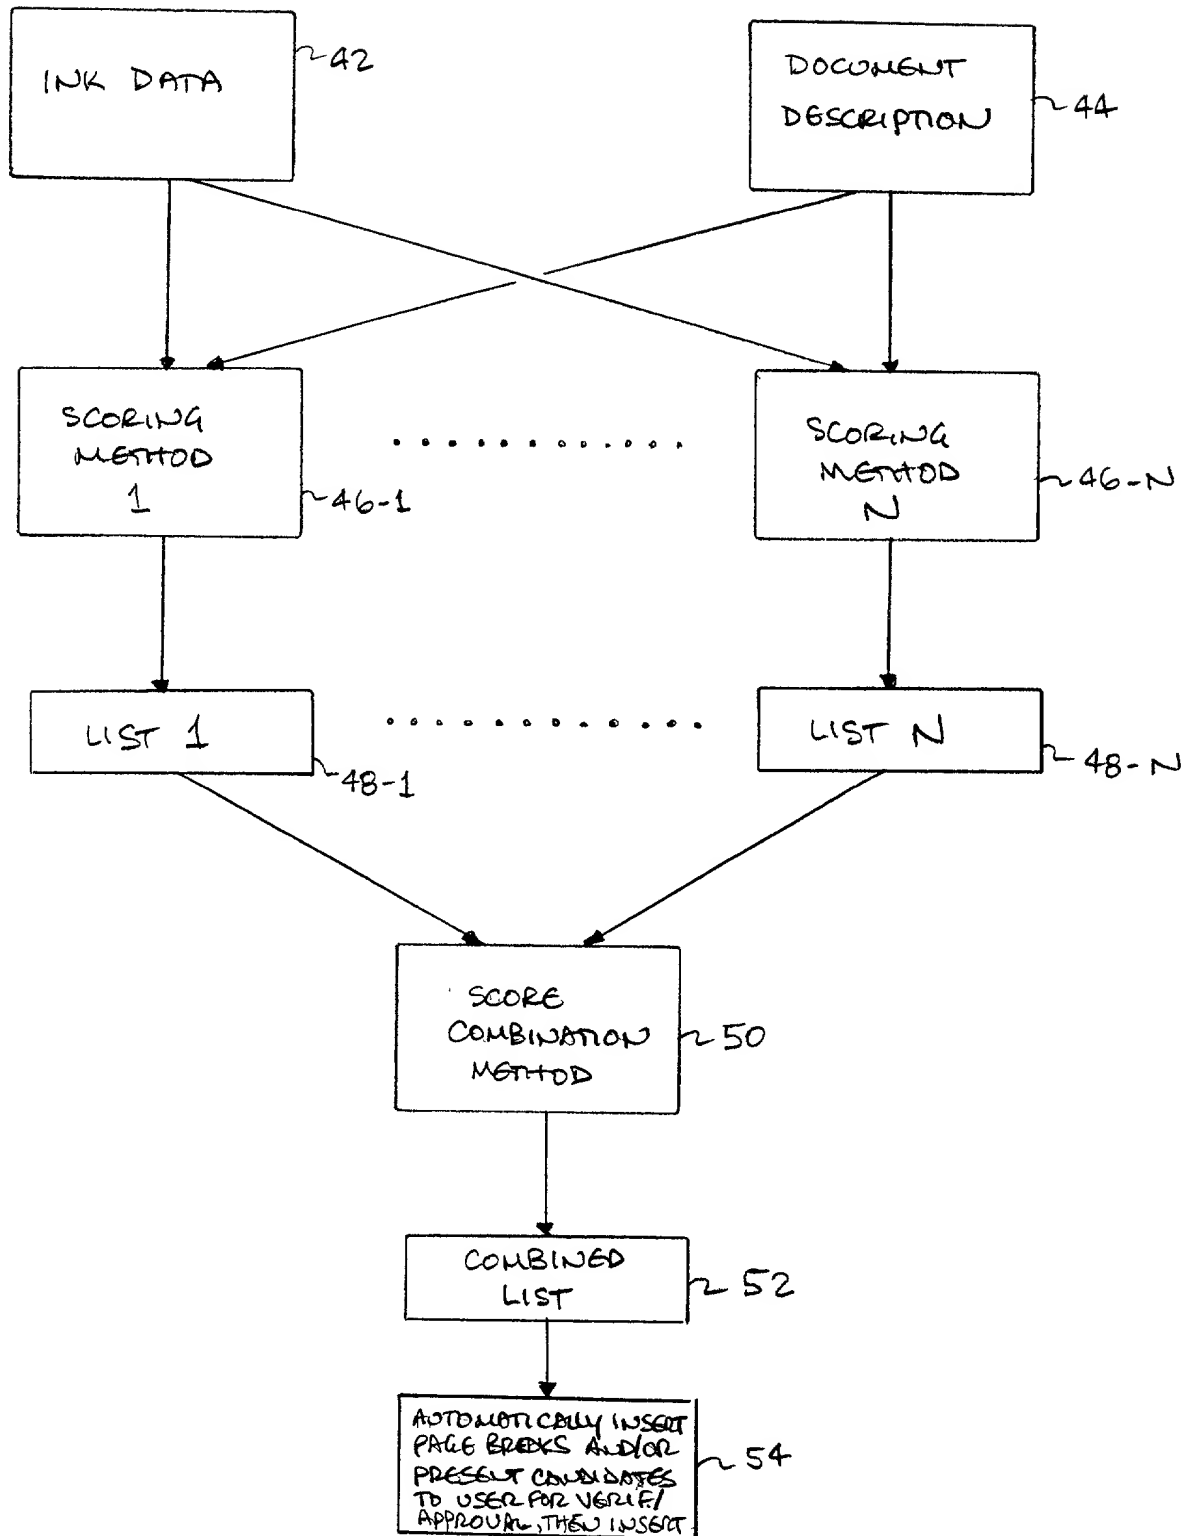 INK DATA
42
DOCUMENT
DESCRIPTION
44
SCORING
METHOD
1
46-1
SCORING
METHOD
N
46-N
LIST 1
48-1
LIST N
48-N
SCORE
COMBINATION
METHOD
50
COMBINED
LIST
52
AUTOMATICALLY INSERT
PAGE BREAKS AND/OR
PRESENT CANDIDATES
TO USER FOR VERIF/
APPROVAL, THEN INSERT
54